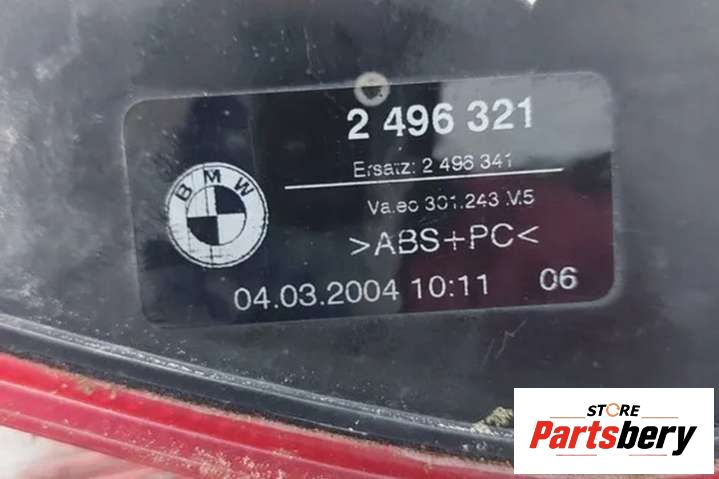 2 496 321
Ersatz: 2 496 341
BMW
Valeo 301.243 V.5
>ABS+PC<
04.03.2004 10:11 06
STORE
Partsbery